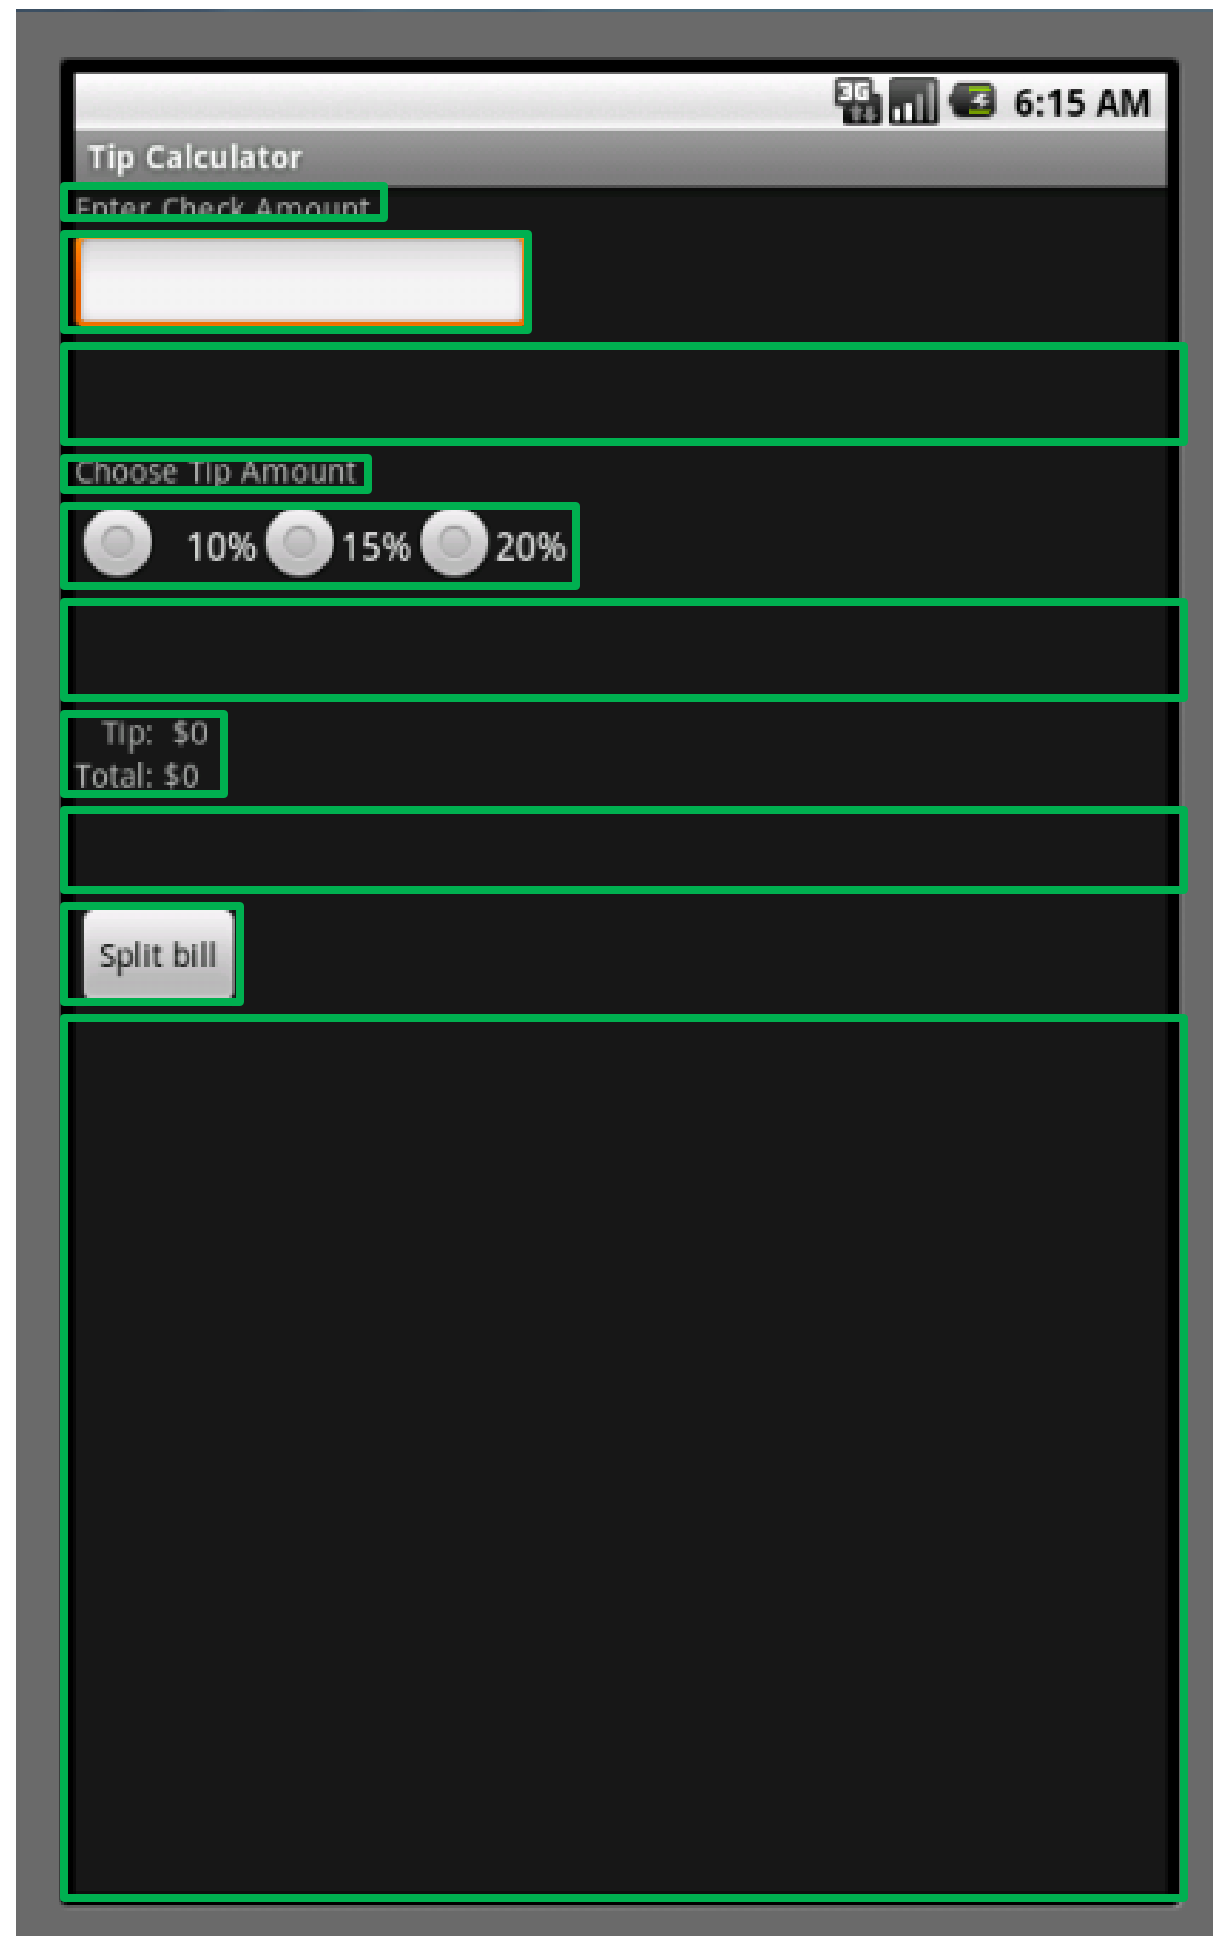 3G 6:15 AM
Tip Calculator
Enter Check Amount
Choose Tip Amount
10% 15% 20%
Tip: $0
Total: $0
Split bill